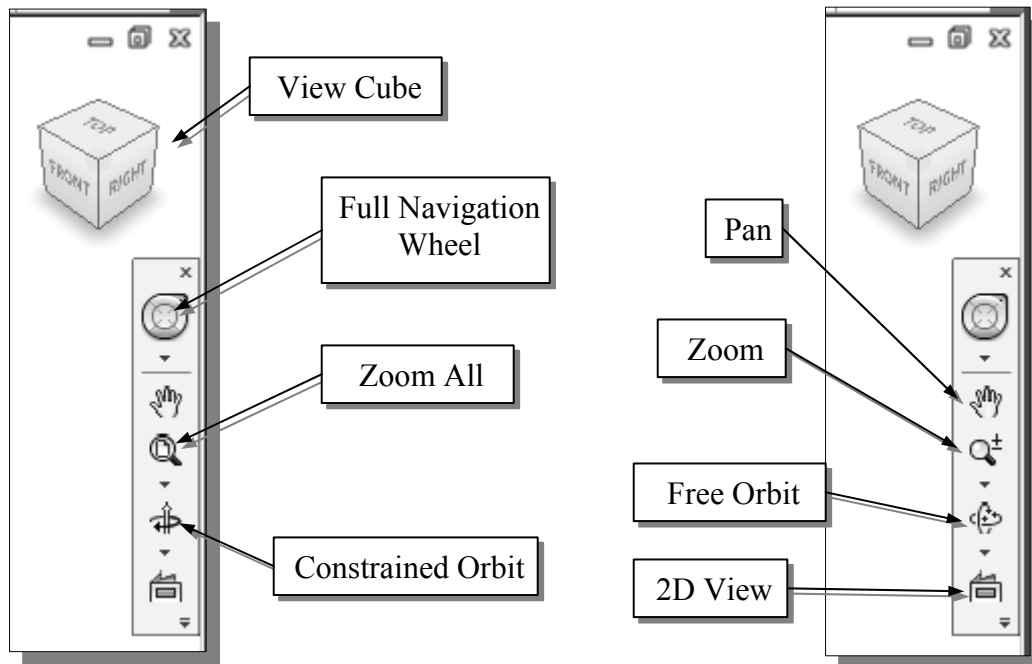 View Cube
TOP
FRONT
RIGHT
Full Navigation
Wheel
Zoom All
Constrained Orbit
TOP
FRONT
RIGHT
Pan
Zoom
Free Orbit
2D View